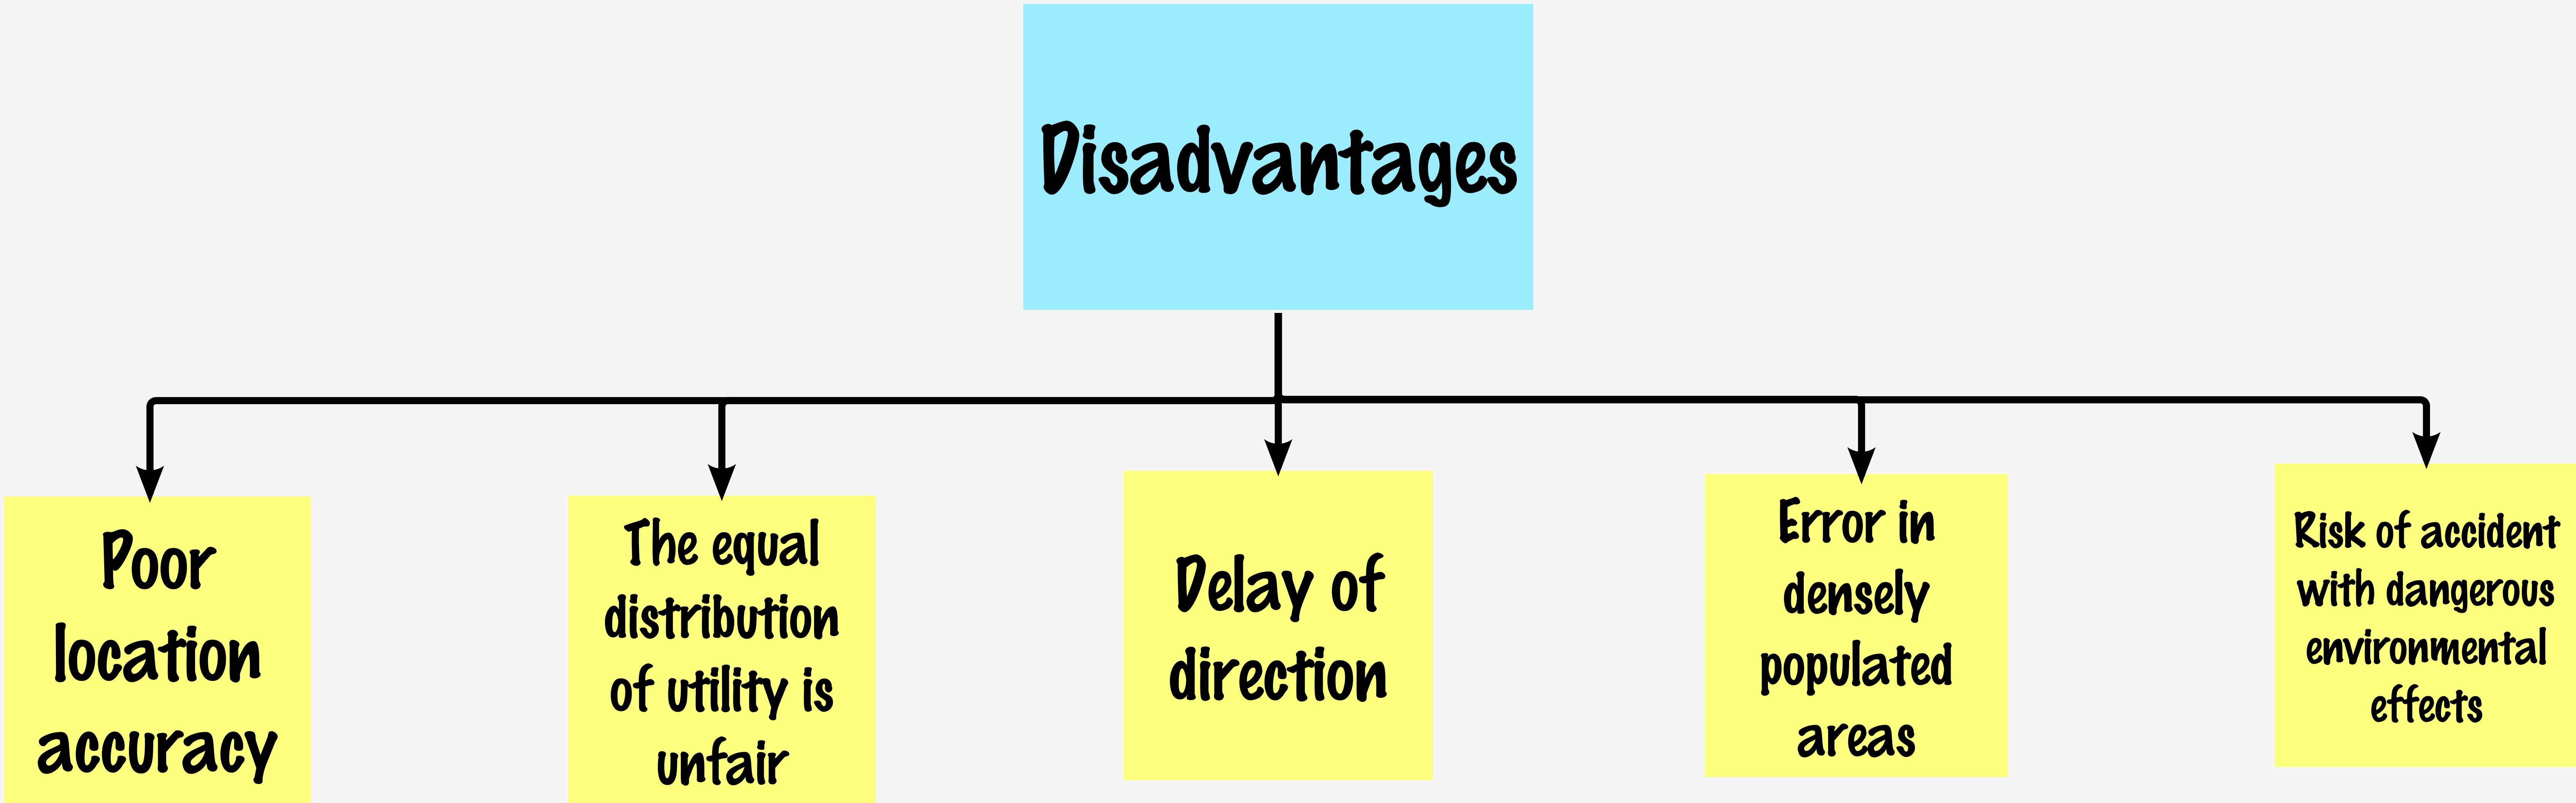 Disadvantages
Poor
location
accuracy
The equal
distribution
of utility is
unfair
Delay of
direction
Error in
densely
populated
areas
Risk of accident
with dangerous
environmental
effects